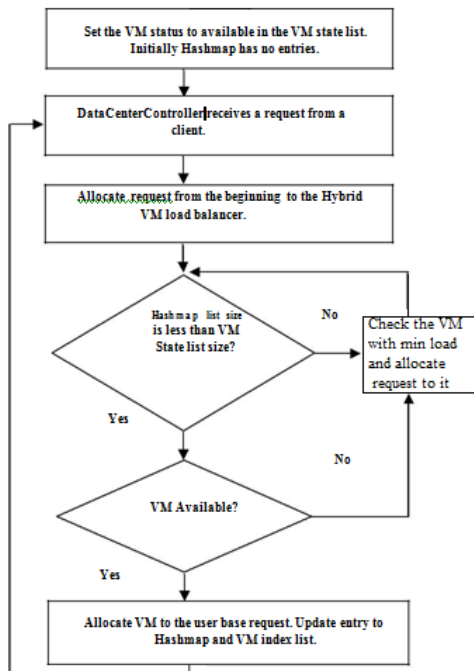 Set the VM status to available in the VM state list.
Initially Hashmap has no entries.
DataCenterController receives a request from a
client.
Allocate request from the beginning to the Hybrid
VM load balancer.
Hashmap list size
is less than VM
State list size?
No
Check the VM
with min load
and allocate
request to it
Yes
No
VM Available?
Yes
Allocate VM to the user base request. Update entry to
Hashmap and VM index list.